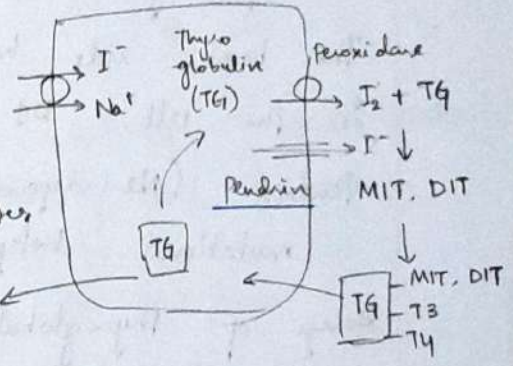 I⁻
Na⁺
Thyro
globulin
(TG)
peroxidase
I₂ + TG
I⁻
Pendrin
MIT, DIT
TG
TG
MIT, DIT
T3
T4